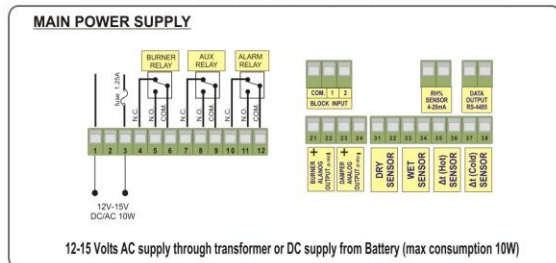 MAIN POWER SUPPLY
BURNER RELAY
AUX RELAY
ALARM RELAY
fuse 1.25A
N.C.
N.O.
COM.
N.C.
N.O.
COM.
N.C.
N.O.
COM.
1 2 3 4 5 6 7 8 9 10 11 12
12V-15V
DC/AC 10W
COM. 1 2
BLOCK INPUT
RH%
SENSOR
4-20mA
DATA
OUTPUT
RS-4485
21 22 23 24 31 32 33 34 35 36 37 38
+
BURNER
ALANOG
OUTPUT
+
DAMPER
ANALOG
OUTPUT
DRY
SENSOR
WET
SENSOR
Δt (Hot)
SENSOR
Δt (Cold)
SENSOR
12-15 Volts AC supply through transformer or DC supply from Battery (max consumption 10W)